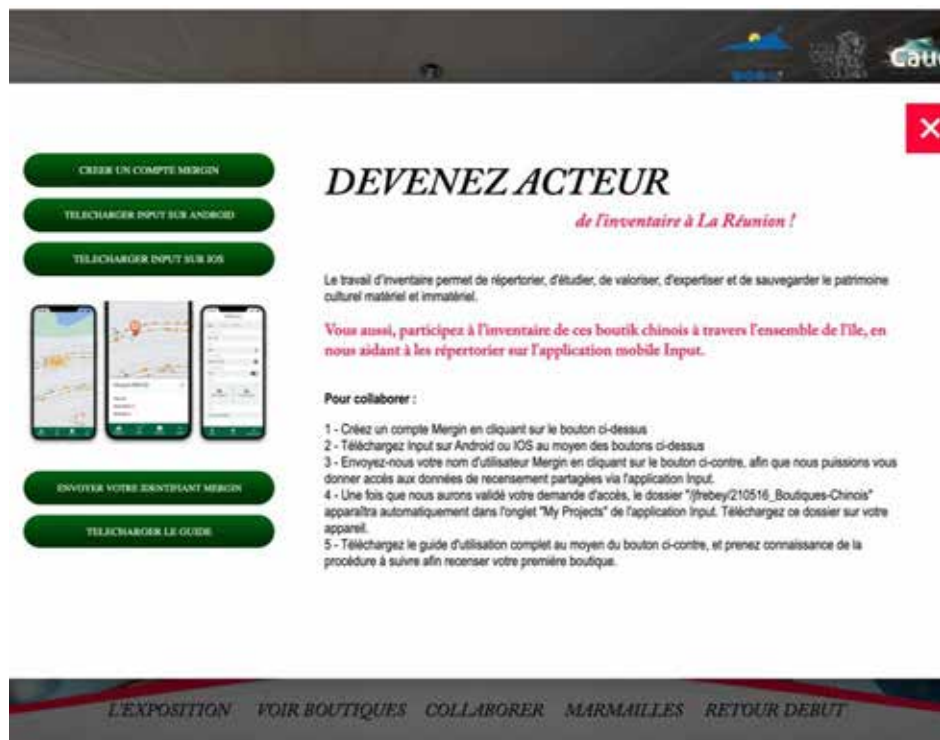 Cau
CREER UN COMPTE MERGIN
TELECHARGER INPUT SUR ANDROID
TELECHARGER INPUT SUR IOS
ENVOYER VOTRE IDENTIFIANT MERGIN
TELECHARGER LE GUIDE
DEVENEZ ACTEUR
de l'inventaire à La Réunion !
Le travail d'inventaire permet de répertorier, d'étudier, de valoriser, d'expertiser et de sauvegarder le patrimoine
culturel matériel et immatériel.
Vous aussi, participez à l'inventaire de ces boutik chinois à travers l'ensemble de l'île, en
nous aidant à les répertorier sur l'application mobile Input.
Pour collaborer :
1 - Créez un compte Mergin en cliquant sur le bouton ci-dessus
2 - Téléchargez Input sur Android ou IOS au moyen des boutons ci-dessus
3 - Envoyez-nous votre nom d'utilisateur Mergin en cliquant sur le bouton ci-contre, afin que nous puissions vous
donner accès aux données de recensement partagées via l'application Input.
4 - Une fois que nous aurons validé votre demande d'accès, le dossier "/jfrebey/210516_Boutiques-Chinois"
apparaîtra automatiquement dans l'onglet "My Projects" de l'application Input. Téléchargez ce dossier sur votre
appareil.
5 - Téléchargez le guide d'utilisation complet au moyen du bouton ci-contre, et prenez connaissance de la
procédure à suivre afin recenser votre première boutique.
L'EXPOSITION VOIR BOUTIQUES COLLABORER MARMAILLES RETOUR DEBUT